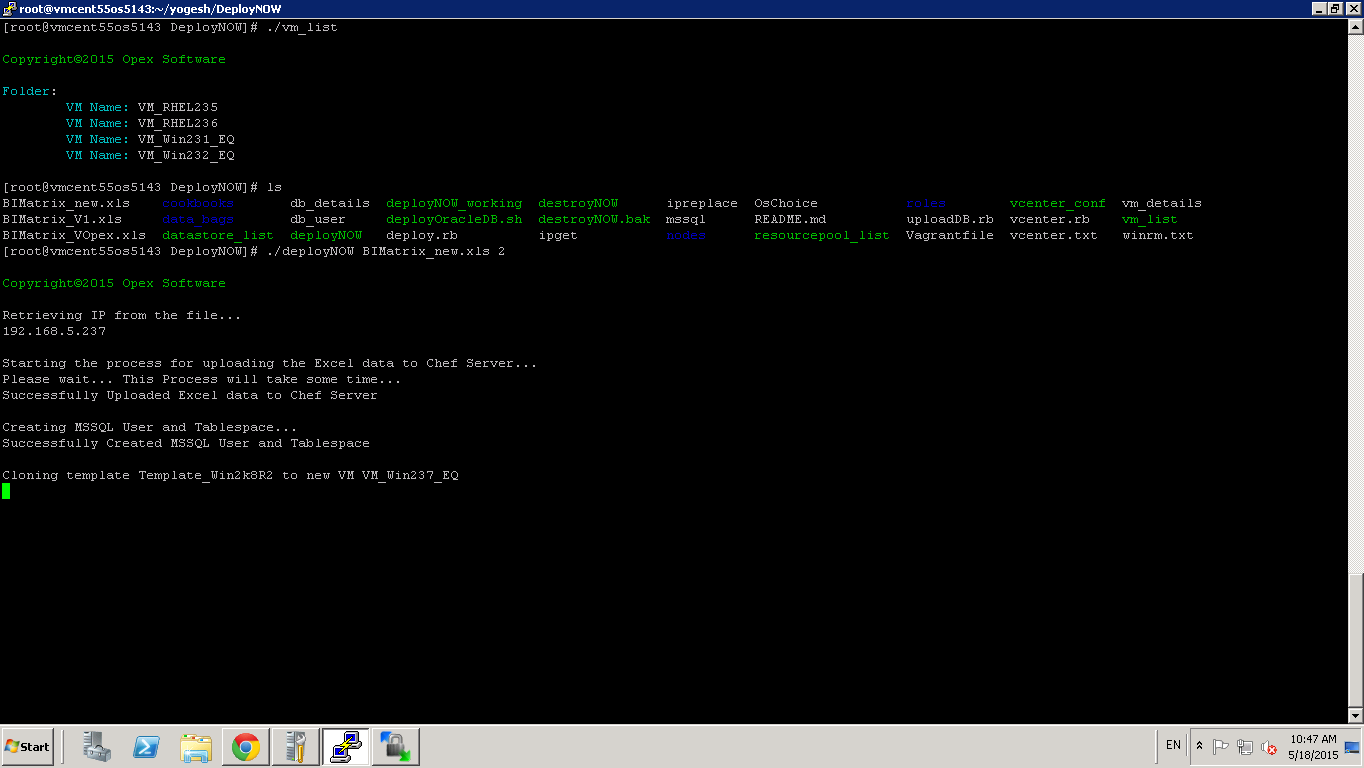 root@vmcent55os5143:~/yogesh/DeployNOW
[root@vmcent55os5143 DeployNOW]# ./vm_list
Copyright©2015 Opex Software
Folder:
VM Name: VM_RHEL235
VM Name: VM_RHEL236
VM Name: VM_Win231_EQ
VM Name: VM_Win232_EQ
[root@vmcent55os5143 DeployNOW]# ls
BIMatrix_new.xls cookbooks db_details deployNOW_working destroyNOW ipreplace OsChoice roles vcenter_conf vm_details
BIMatrix_V1.xls data_bags db_user deployOracleDB.sh destroyNOW.bak mssql README.md uploadDB.rb vcenter.rb vm_list
BIMatrix_VOpex.xls datastore_list deployNOW deploy.rb ipget nodes resourcepool_list Vagrantfile vcenter.txt winrm.txt
[root@vmcent55os5143 DeployNOW]# ./deployNOW BIMatrix_new.xls 2
Copyright©2015 Opex Software
Retrieving IP from the file...
192.168.5.237
Starting the process for uploading the Excel data to Chef Server...
Please wait... This Process will take some time...
Successfully Uploaded Excel data to Chef Server
Creating MSSQL User and Tablespace...
Successfully Created MSSQL User and Tablespace
Cloning template Template_Win2k8R2 to new VM VM_Win237_EQ
Start
EN
10:47 AM
5/18/2015